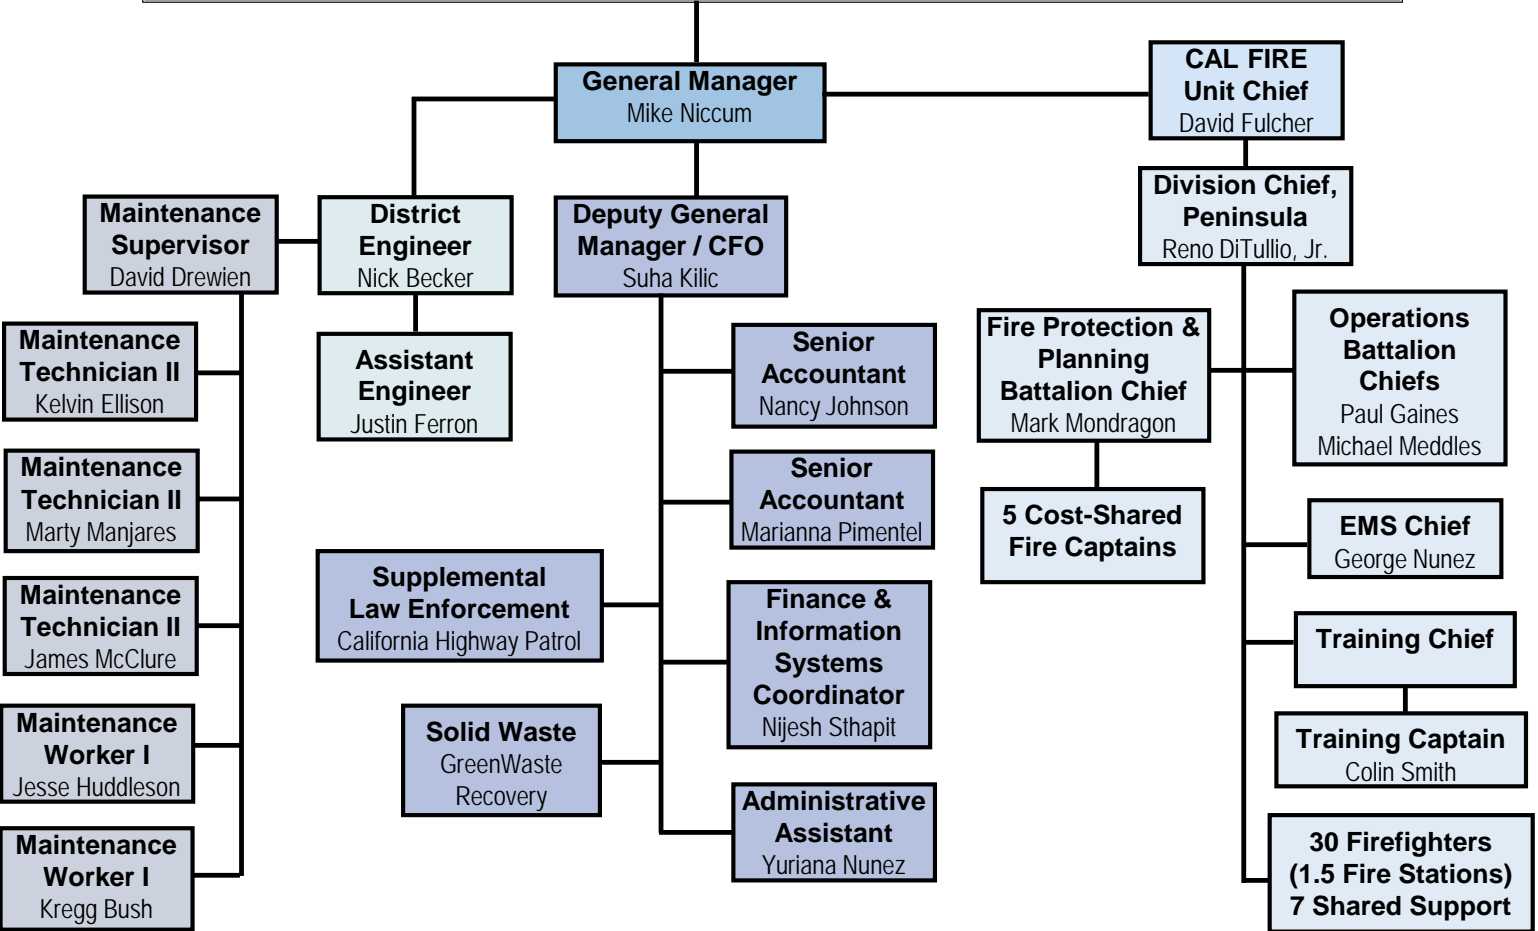 General Manager
Mike Niccum
CAL FIRE
Unit Chief
David Fulcher
Maintenance
Supervisor
David Drewien
District
Engineer
Nick Becker
Deputy General
Manager / CFO
Suha Kilic
Division Chief,
Peninsula
Reno DiTullio, Jr.
Maintenance
Technician II
Kelvin Ellison
Maintenance
Technician II
Marty Manjares
Maintenance
Technician II
James McClure
Maintenance
Worker I
Jesse Huddleson
Maintenance
Worker I
Kregg Bush
Assistant
Engineer
Justin Ferron
Supplemental
Law Enforcement
California Highway Patrol
Solid Waste
GreenWaste
Recovery
Senior
Accountant
Nancy Johnson
Senior
Accountant
Marianna Pimentel
Finance &
Information
Systems
Coordinator
Nijesh Sthapit
Administrative
Assistant
Yuriana Nunez
Fire Protection &
Planning
Battalion Chief
Mark Mondragon
5 Cost-Shared
Fire Captains
Operations
Battalion
Chiefs
Paul Gaines
Michael Meddles
EMS Chief
George Nunez
Training Chief
Training Captain
Colin Smith
30 Firefighters
(1.5 Fire Stations)
7 Shared Support